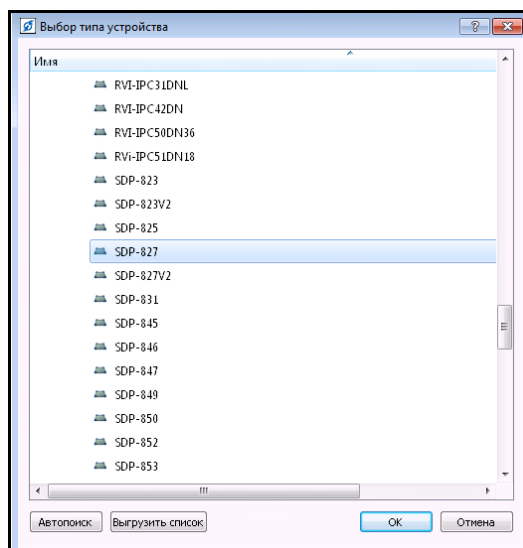 Выбор типа устройства
Имя
RVI-IPC31DNL
RVI-IPC42DN
RVI-IPC50DN36
RVi-IPC51DN18
SDP-823
SDP-823V2
SDP-825
SDP-827
SDP-827V2
SDP-831
SDP-845
SDP-846
SDP-847
SDP-849
SDP-850
SDP-852
SDP-853
Автопоиск Выгрузить список OK Отмена